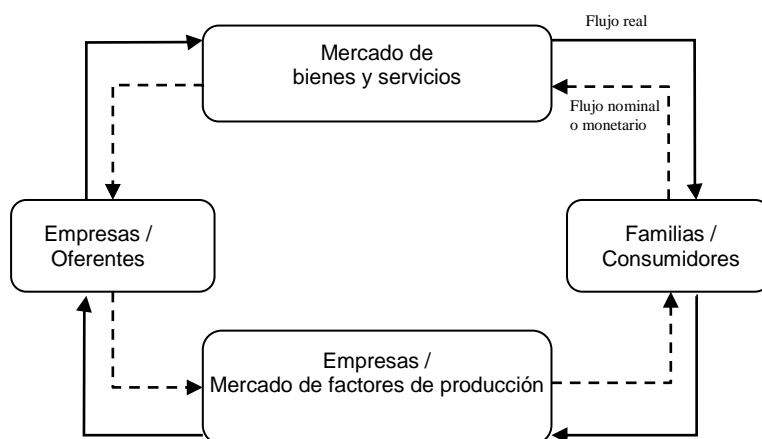 Flujo real
Mercado de
bienes y servicios
Flujo nominal
o monetario
Empresas /
Oferentes
Familias /
Consumidores
Empresas /
Mercado de factores de producción